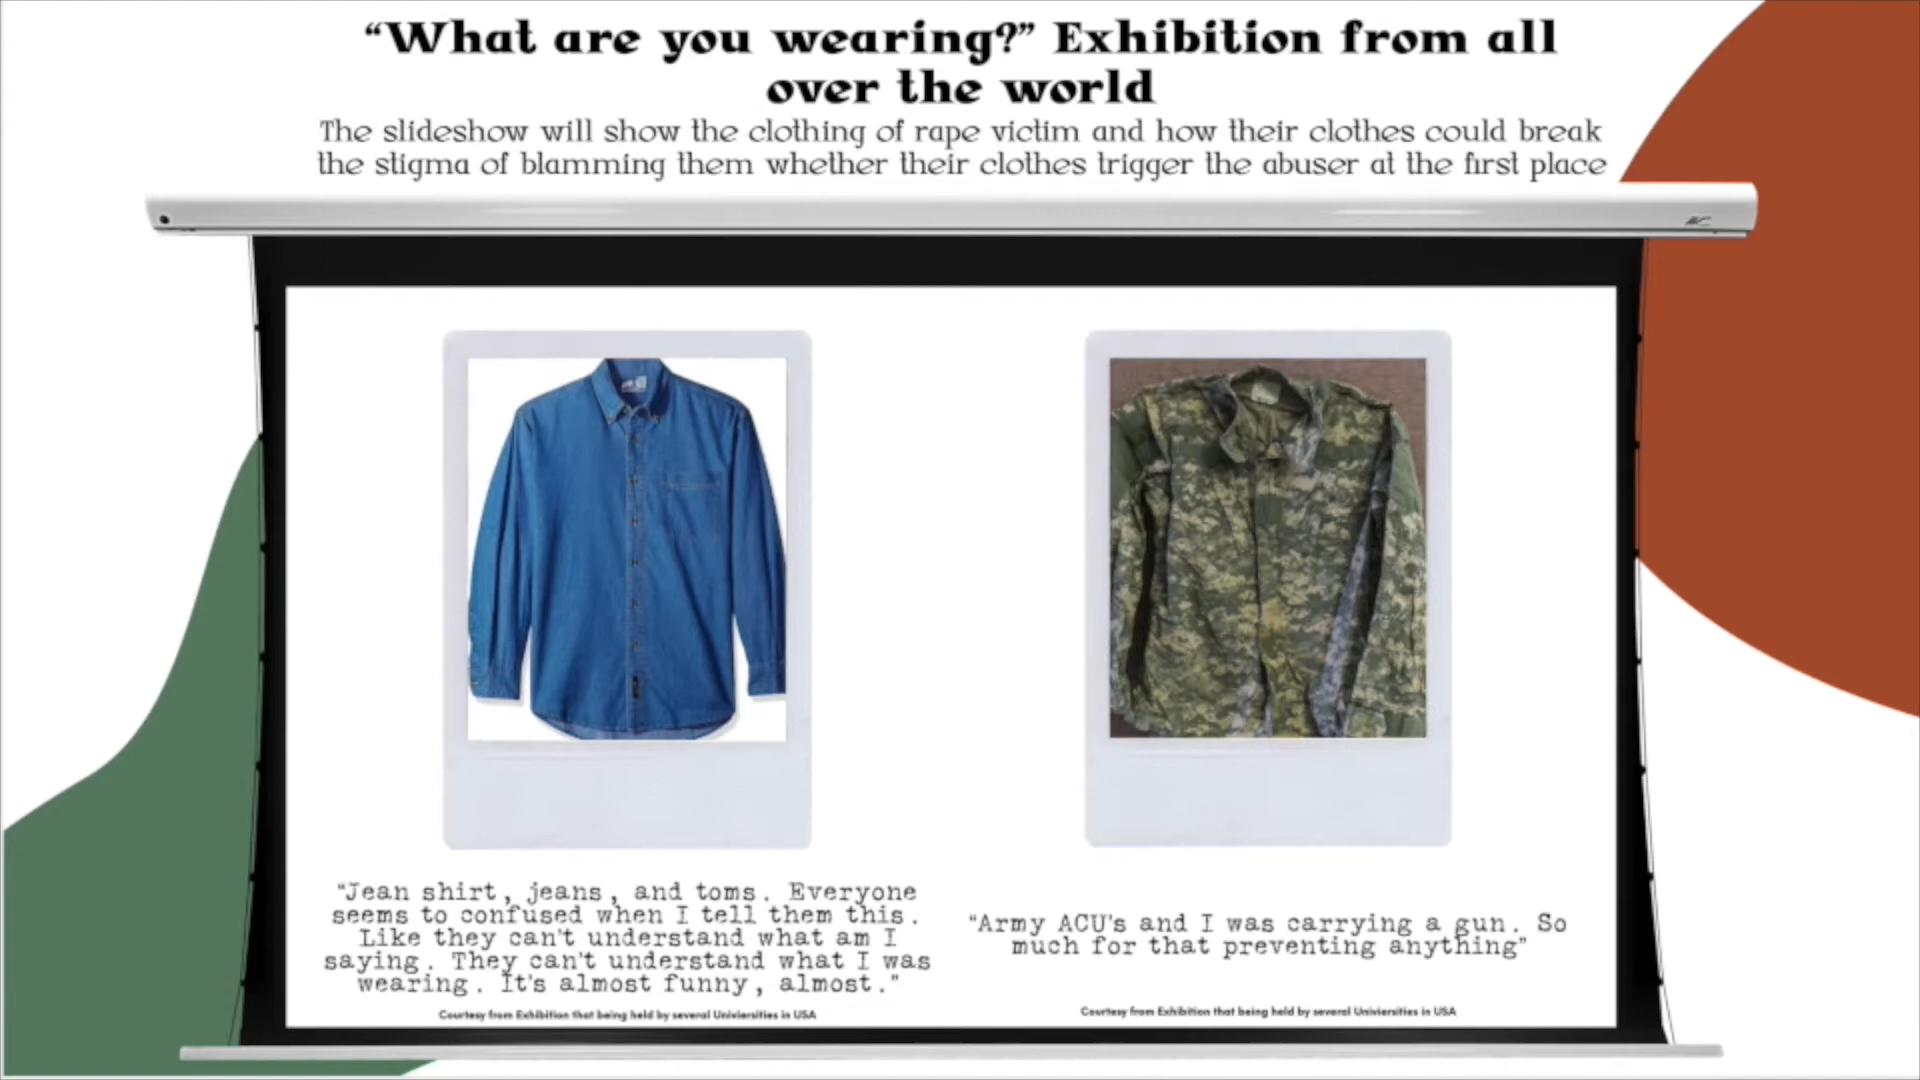 “What are you wearing?” Exhibition from all
over the world
The slideshow will show the clothing of rape victim and how their clothes could break
the stigma of blamming them whether their clothes trigger the abuser at the first place
“Jean shirt, jeans, and toms. Everyone
seems to confused when I tell them this.
Like they can't understand what am I
saying. They can't understand what I was
wearing. It's almost funny, almost."
Courtesy from Exhibition that being held by several Univiersities in USA
“Army ACU's and I was carrying a gun. So
much for that preventing anything"
Courtesy from Exhibition that being held by several Univiersities in USA